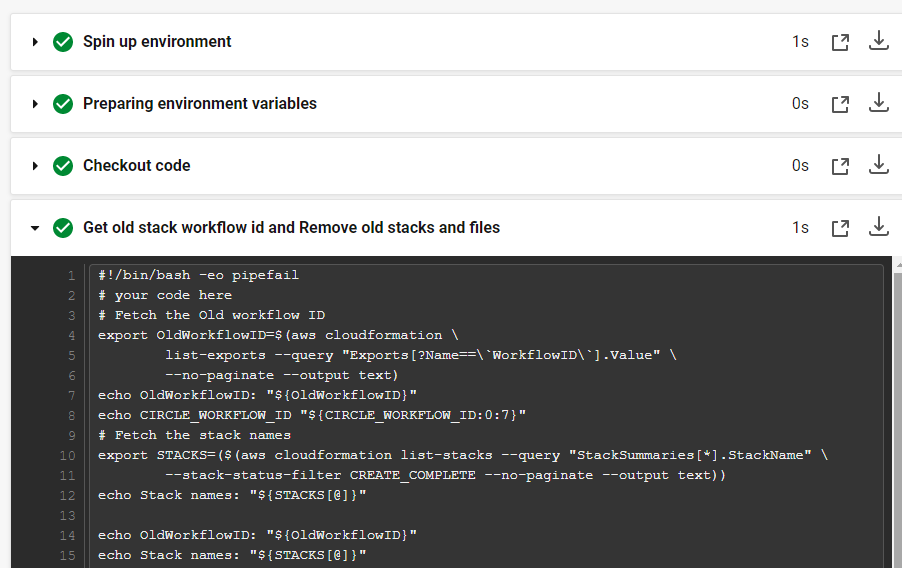 Spin up environment 1s
Preparing environment variables 0s
Checkout code 0s
Get old stack workflow id and Remove old stacks and files 1s
1 #!/bin/bash -eo pipefail
2 # your code here
3 # Fetch the Old workflow ID
4 export OldWorkflowID=$(aws cloudformation \
5 list-exports --query "Exports[?Name==\`WorkflowID\`].Value" \
6 --no-paginate --output text)
7 echo OldWorkflowID: "${OldWorkflowID}"
8 echo CIRCLE_WORKFLOW_ID "${CIRCLE_WORKFLOW_ID:0:7}"
9 # Fetch the stack names
10 export STACKS=($(aws cloudformation list-stacks --query "StackSummaries[*].StackName" \
11 --stack-status-filter CREATE_COMPLETE --no-paginate --output text))
12 echo Stack names: "${STACKS[@]}"
13
14 echo OldWorkflowID: "${OldWorkflowID}"
15 echo Stack names: "${STACKS[@]}"